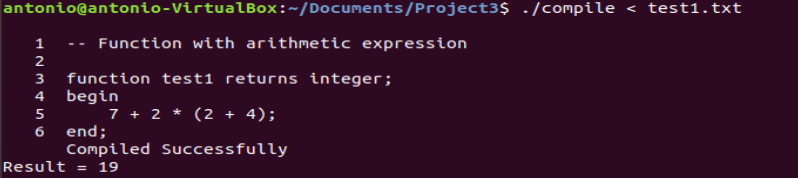 antonio@antonio-VirtualBox:~/Documents/Project3$ ./compile < test1.txt
1 -- Function with arithmetic expression
2
3 function test1 returns integer;
4 begin
5 7 + 2 * (2 + 4);
6 end;
Compiled Successfully
Result = 19